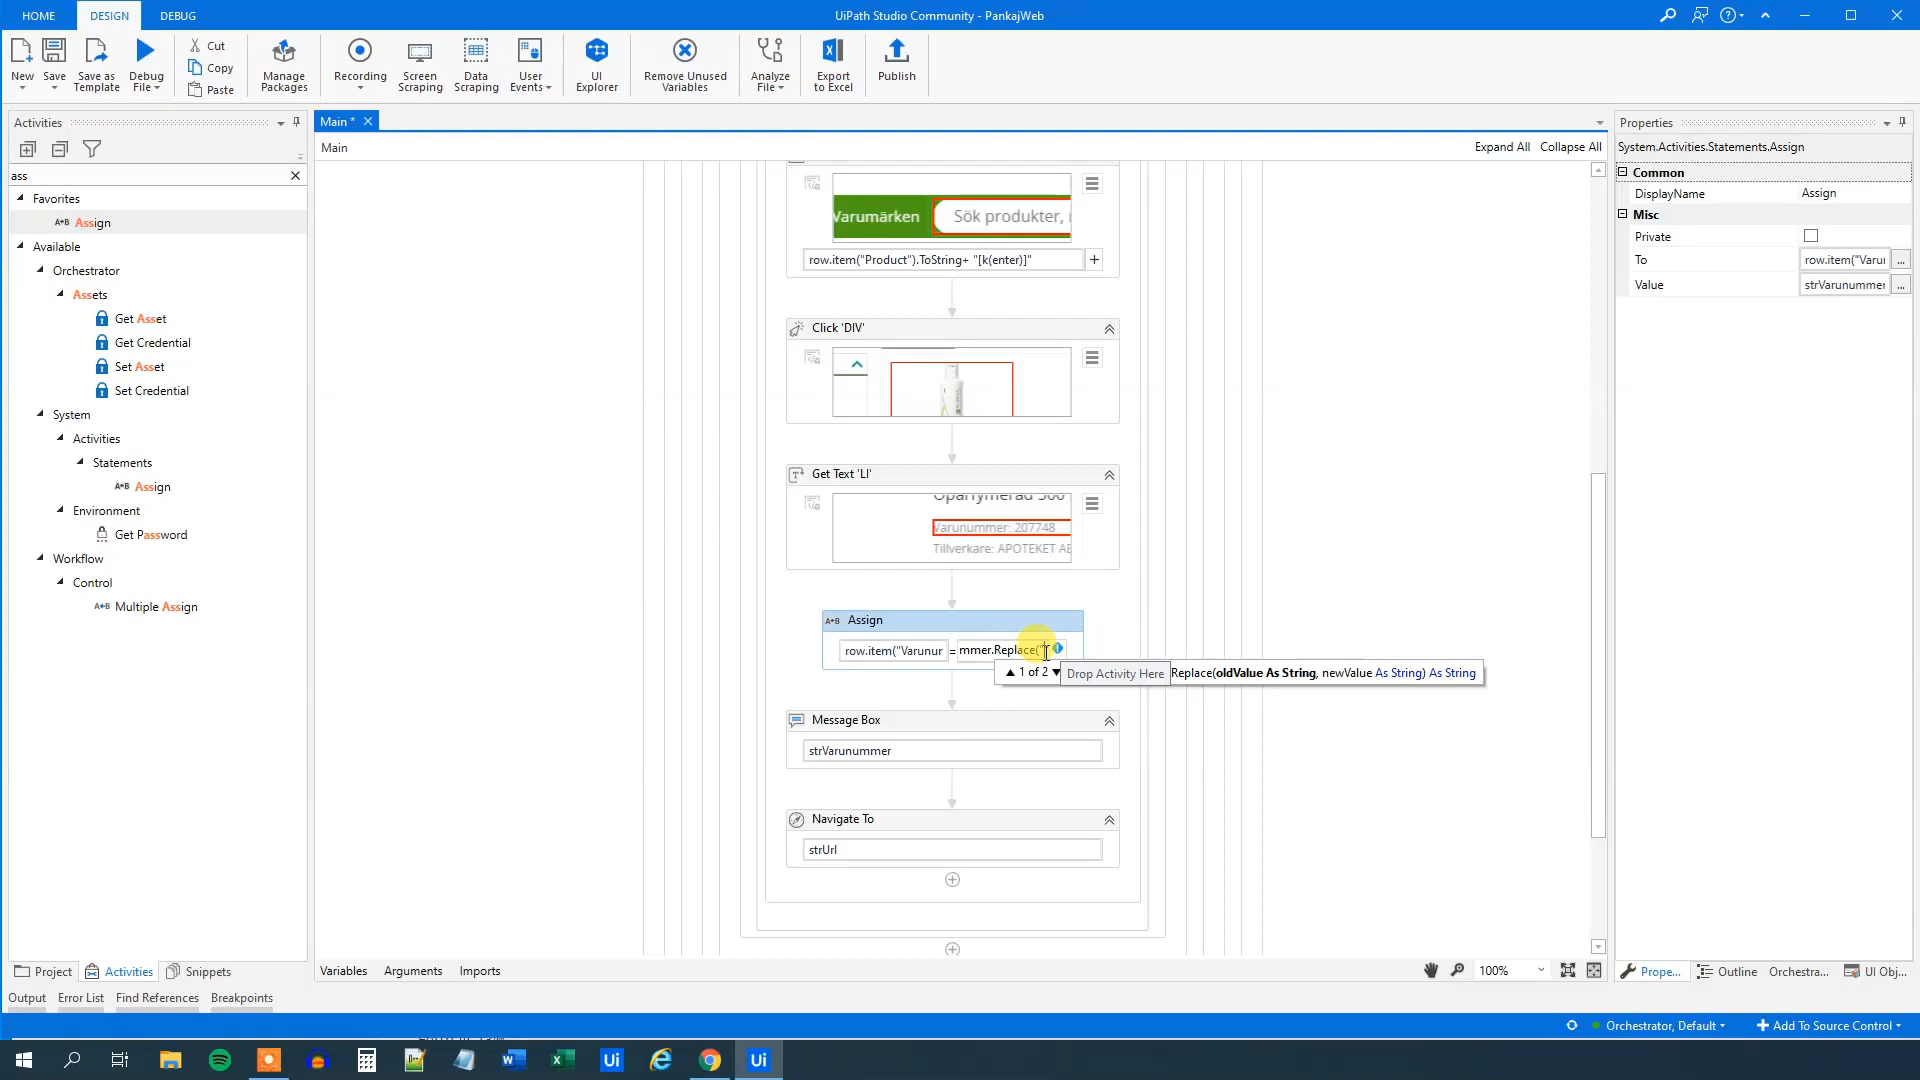 HOME DESIGN DEBUG UiPath Studio Community - PankajWeb
New Save Save as Template Debug File Cut Copy Paste Manage Packages Recording Screen Scraping Data Scraping User Events UI Explorer Remove Unused Variables Analyze File Export to Excel Publish
Activities
Main *
Properties
Main
Expand All Collapse All
System.Activities.Statements.Assign
ass
Favorites
Assign
Available
Orchestrator
Assets
Get Asset
Get Credential
Set Asset
Set Credential
System
Activities
Statements
Assign
Environment
Get Password
Workflow
Control
Multiple Assign
Varumärken Sök produkter,
row.item("Product").ToString+ "[k(enter)]"
Click 'DIV'
Get Text 'LI'
Oparfymerad 500
Varunummer: 207748
Tillverkare: APOTEKET AB
Assign
row.item("Varunur = mmer.Replace("
1 of 2 Drop Activity Here Replace(oldValue As String, newValue As String) As String
Message Box
strVarunummer
Navigate To
strUrl
Common
DisplayName Assign
Misc
Private
To row.item("Varu
Value strVarunummer
Project Activities Snippets
Variables Arguments Imports
100%
Prope... Outline Orchestra... UI Obj...
Output Error List Find References Breakpoints
Orchestrator, Default Add To Source Control